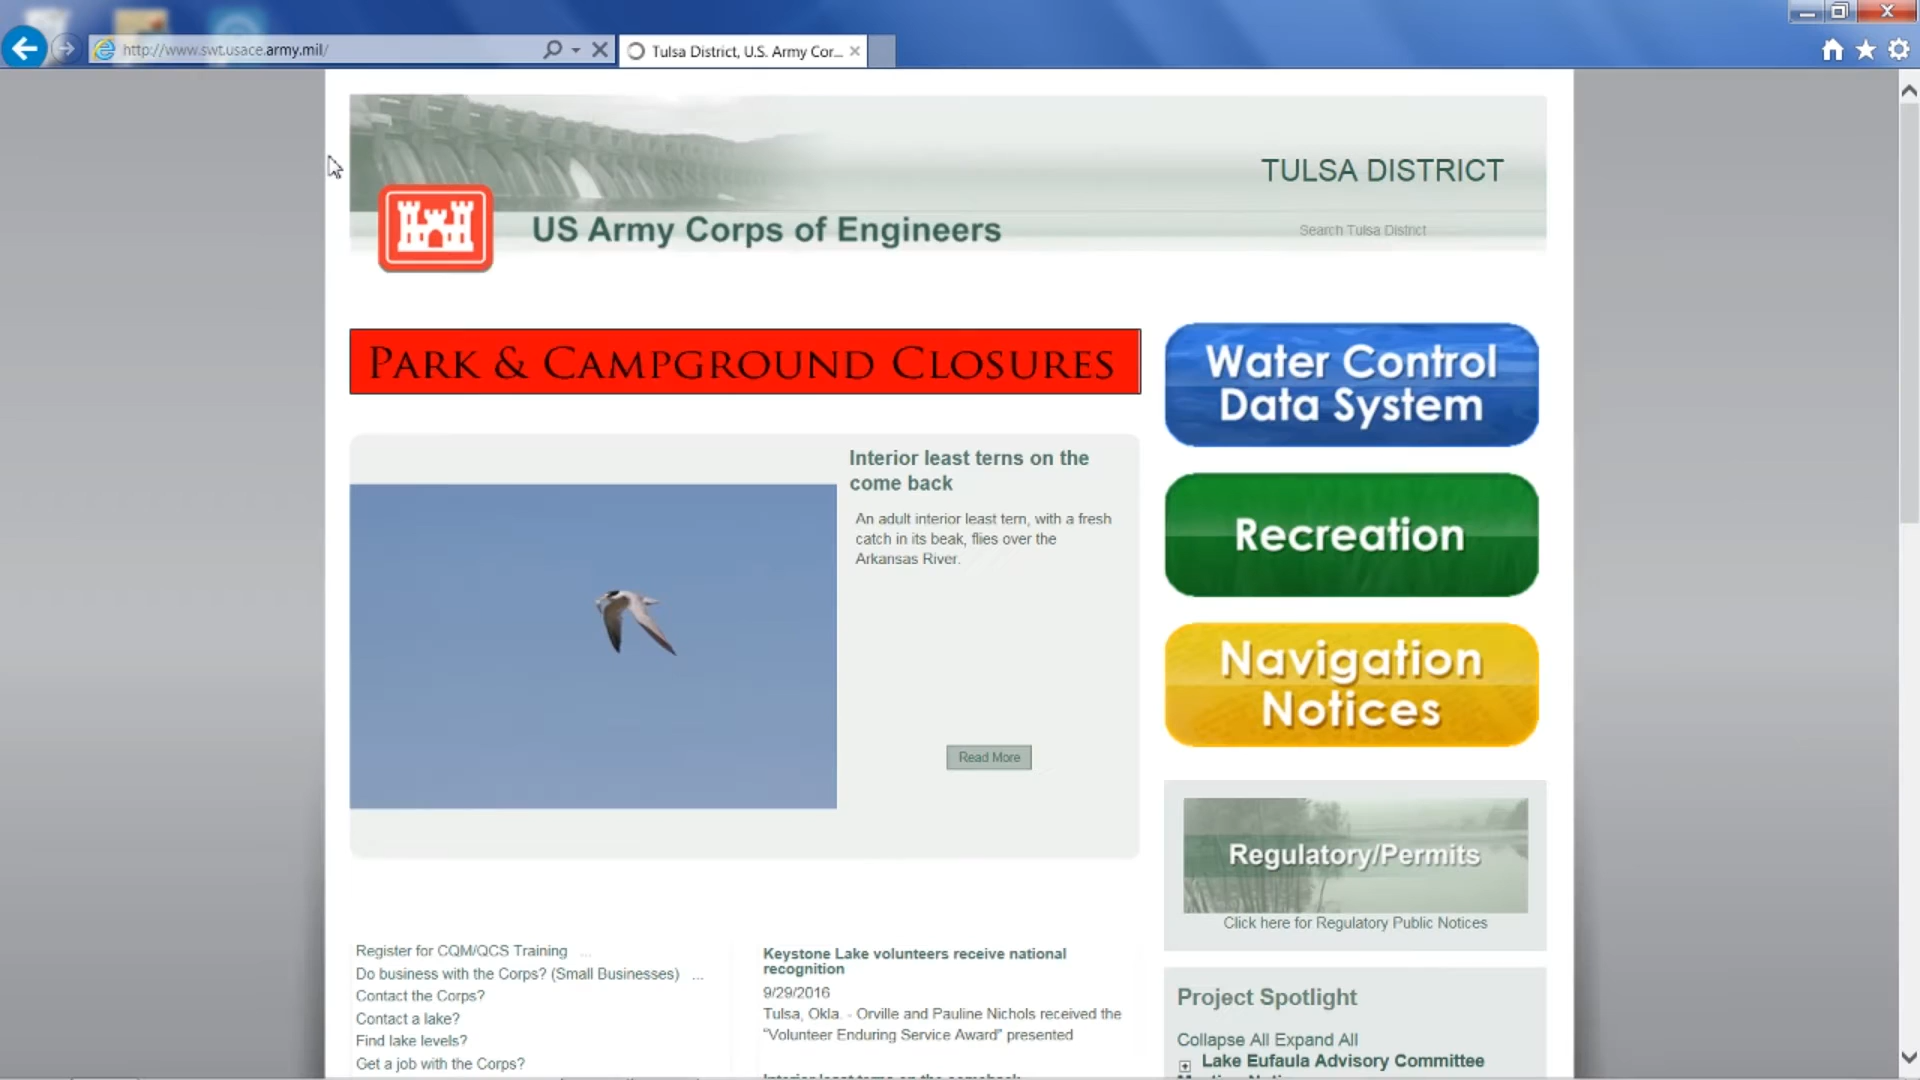 http://www.swt.usace.army.mil/
Tulsa District, U.S. Army Cor...
TULSA DISTRICT
US Army Corps of Engineers
Search Tulsa District
PARK & CAMPGROUND CLOSURES
Water Control
Data System
Interior least terns on the
come back
An adult interior least tern, with a fresh
catch in its beak, flies over the
Arkansas River.
Read More
Recreation
Navigation
Notices
Regulatory/Permits
Click here for Regulatory Public Notices
Register for CQM/QCS Training ...
Do business with the Corps? (Small Businesses) ...
Contact the Corps?
Contact a lake?
Find lake levels?
Get a job with the Corps?
Keystone Lake volunteers receive national
recognition
9/29/2016
Tulsa, Okla. - Orville and Pauline Nichols received the
"Volunteer Enduring Service Award" presented
Project Spotlight
Collapse All Expand All
Lake Eufaula Advisory Committee